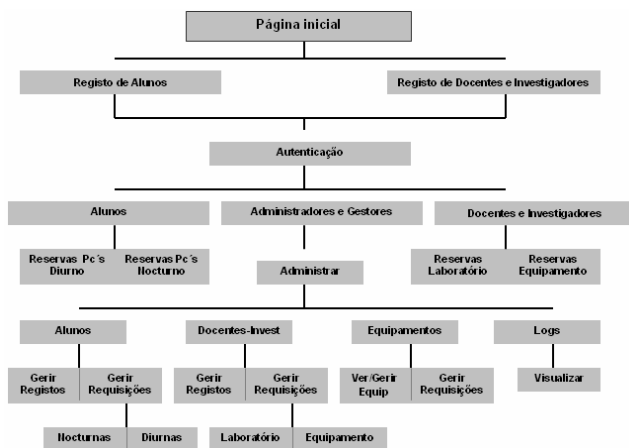 Página inicial
Registo de Alunos
Registo de Docentes e Investigadores
Autenticação
Alunos
Administradores e Gestores
Docentes e Investigadores
Reservas Pc´s
Diurno
Reservas Pc´s
Nocturno
Administrar
Reservas
Laboratório
Reservas
Equipamento
Alunos
Docentes-Invest
Equipamentos
Logs
Gerir
Registos
Gerir
Requisições
Gerir
Registos
Gerir
Requisições
Ver/Gerir
Equip
Gerir
Requisições
Visualizar
Nocturnas
Diurnas
Laboratório
Equipamento